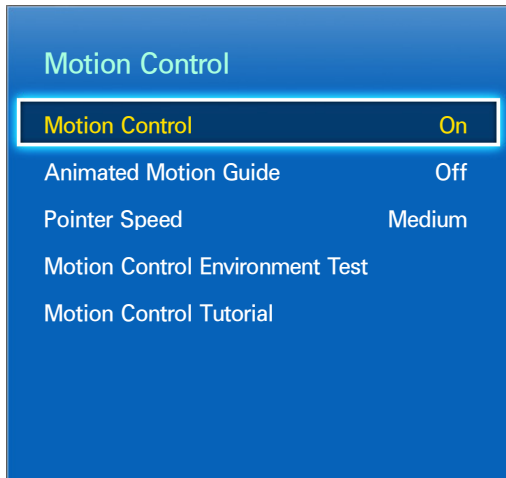 Motion Control
Motion Control On
Animated Motion Guide Off
Pointer Speed Medium
Motion Control Environment Test
Motion Control Tutorial